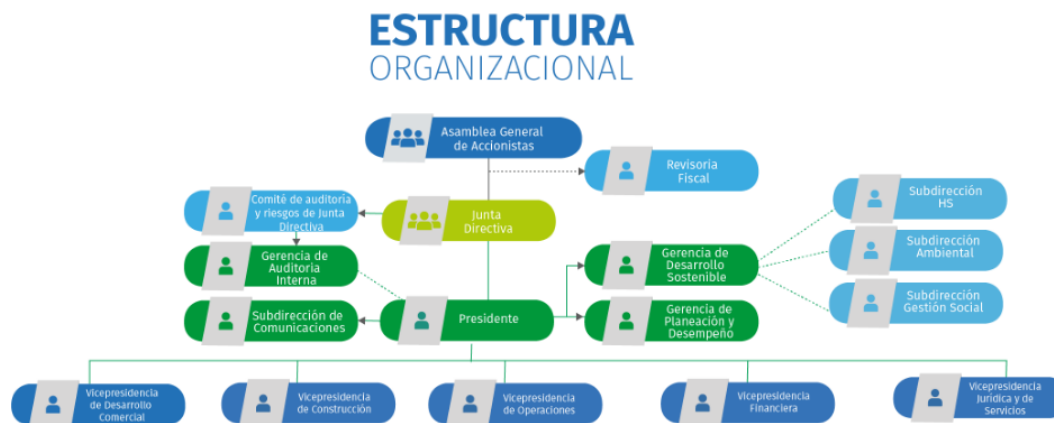 ESTRUCTURA
ORGANIZACIONAL
Asamblea General
de Accionistas
Revisoria
Fiscal
Comité de auditoría
y riesgos de Junta
Directiva
Junta
Directiva
Subdirección
HS
Gerencia de
Auditoria
Interna
Gerencia de
Desarrollo
Sostenible
Subdirección
Ambiental
Subdirección de
Comunicaciones
Presidente
Gerencia de
Planeación y
Desempeño
Subdirección
Gestión Social
Vicepresidencia
de Desarrollo
Comercial
Vicepresidencia
de Construcción
Vicepresidencia
de Operaciones
Vicepresidencia
Financiera
Vicepresidencia
Jurídica y de
Servicios